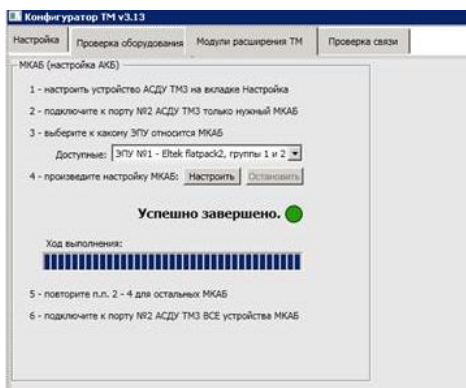 Конфигуратор ТМ v3.13
Настройка
Проверка оборудования
Модули расширения ТМ
Проверка связи
МКАБ (настройка АКБ)
1 - настроить устройство АСДУ ТМ3 на вкладке Настройка
2 - подключите к порту №2 АСДУ ТМ3 только нужный МКАБ
3 - выберите к какому ЭПУ относится МКАБ
Доступные: ЭПУ №1 - Eltek flatpack2, группы 1 и 2
4 - произведите настройку МКАБ: Настроить Остановить
Успешно завершено.
Ход выполнения:
5 - повторите п.п. 2 - 4 для остальных МКАБ
6 - подключите к порту №2 АСДУ ТМ3 ВСЕ устройства МКАБ